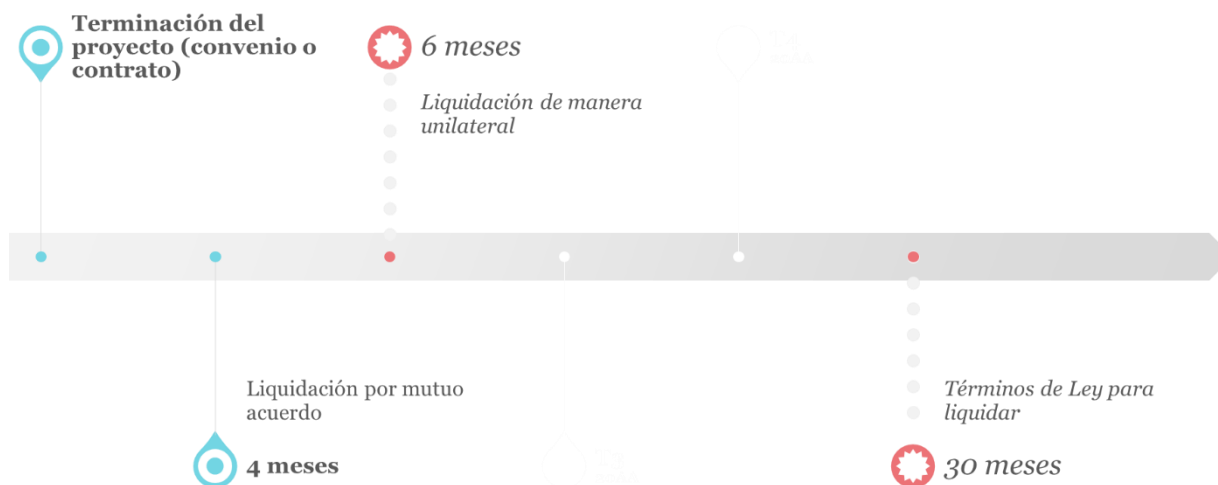 Terminación del
proyecto (convenio o
contrato)
6 meses
Liquidación de manera
unilateral
Liquidación por mutuo
acuerdo
4 meses
Términos de Ley para
liquidar
30 meses